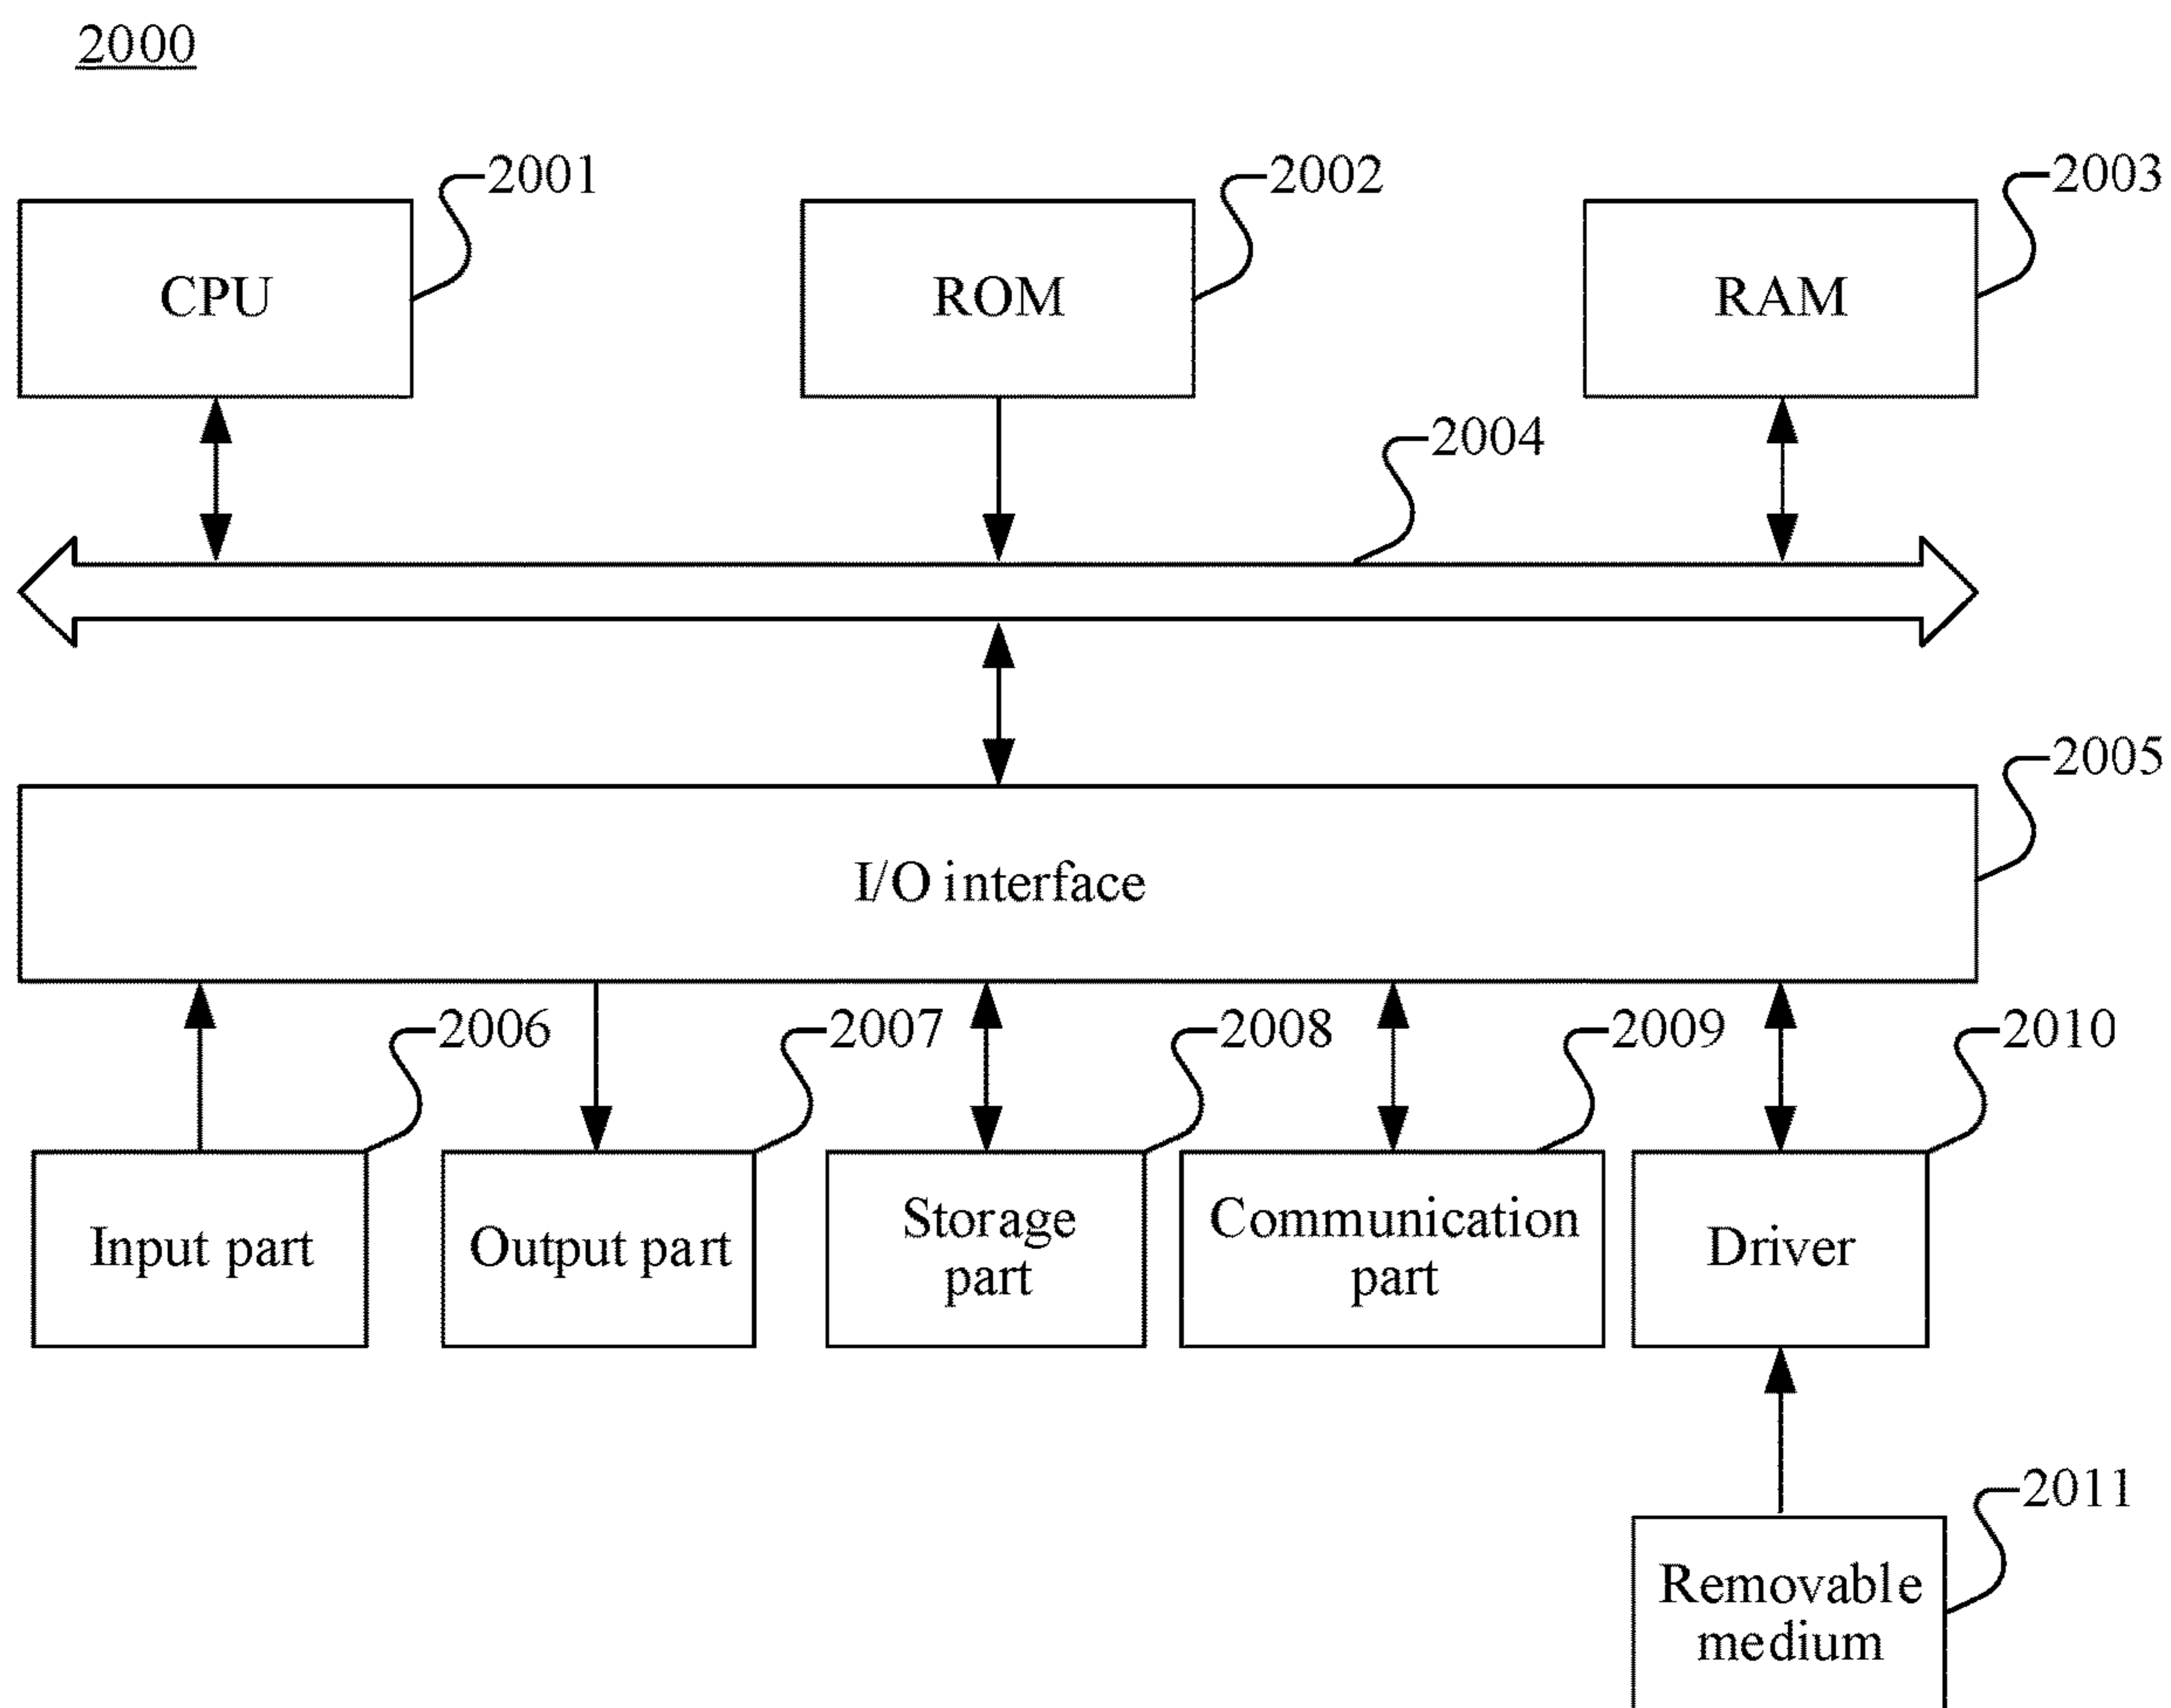 2000
2001
2002
2003
CPU
ROM
RAM
2004
2005
I/O interface
2006
2007
2008
2009
2010
Input part
Output part
Storage
part
Communication
part
Driver
2011
Removable
medium